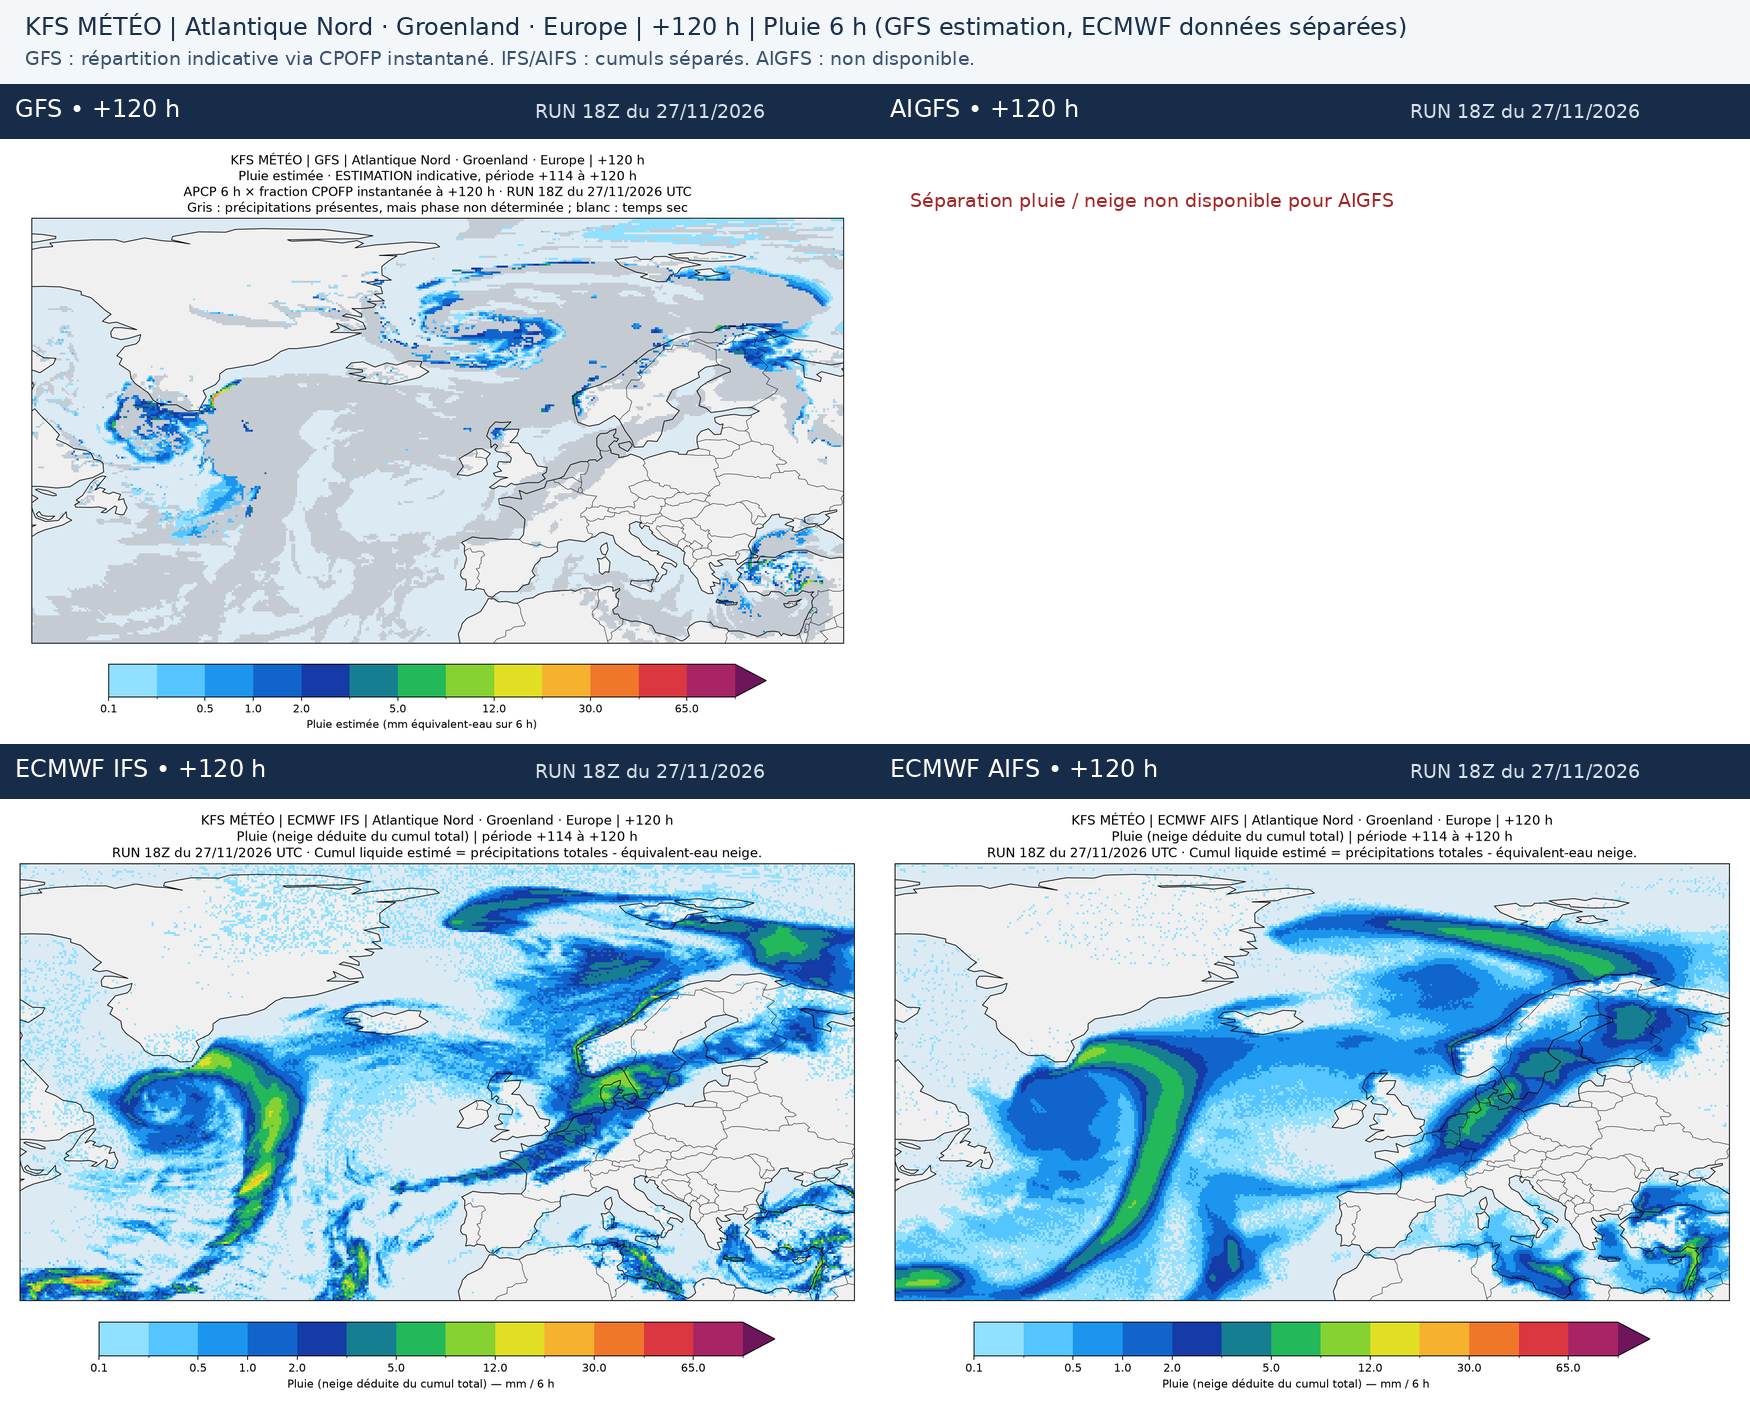 KFS MÉTÉO | Atlantique Nord · Groenland · Europe | +120 h | Pluie 6 h (GFS estimation, ECMWF données séparées)
GFS : répartition indicative via CPOFP instantané. IFS/AIFS : cumuls séparés. AIGFS : non disponible.
GFS • +120 h
RUN 18Z du 27/11/2026
AIGFS • +120 h
RUN 18Z du 27/11/2026
KFS MÉTÉO | GFS | Atlantique Nord · Groenland · Europe | +120 h
Pluie estimée · ESTIMATION indicative, période +114 à +120 h
APCP 6 h × fraction CPOFP instantanée à +120 h · RUN 18Z du 27/11/2026 UTC
Gris : précipitations présentes, mais phase non déterminée ; blanc : temps sec
0.1 0.5 1.0 2.0 5.0 12.0 30.0 65.0
Pluie estimée (mm équivalent-eau sur 6 h)
Séparation pluie / neige non disponible pour AIGFS
ECMWF IFS • +120 h
RUN 18Z du 27/11/2026
ECMWF AIFS • +120 h
RUN 18Z du 27/11/2026
KFS MÉTÉO | ECMWF IFS | Atlantique Nord · Groenland · Europe | +120 h
Pluie (neige déduite du cumul total) | période +114 à +120 h
RUN 18Z du 27/11/2026 UTC · Cumul liquide estimé = précipitations totales - équivalent-eau neige.
0.1 0.5 1.0 2.0 5.0 12.0 30.0 65.0
Pluie (neige déduite du cumul total) — mm / 6 h
KFS MÉTÉO | ECMWF AIFS | Atlantique Nord · Groenland · Europe | +120 h
Pluie (neige déduite du cumul total) | période +114 à +120 h
RUN 18Z du 27/11/2026 UTC · Cumul liquide estimé = précipitations totales - équivalent-eau neige.
0.1 0.5 1.0 2.0 5.0 12.0 30.0 65.0
Pluie (neige déduite du cumul total) — mm / 6 h